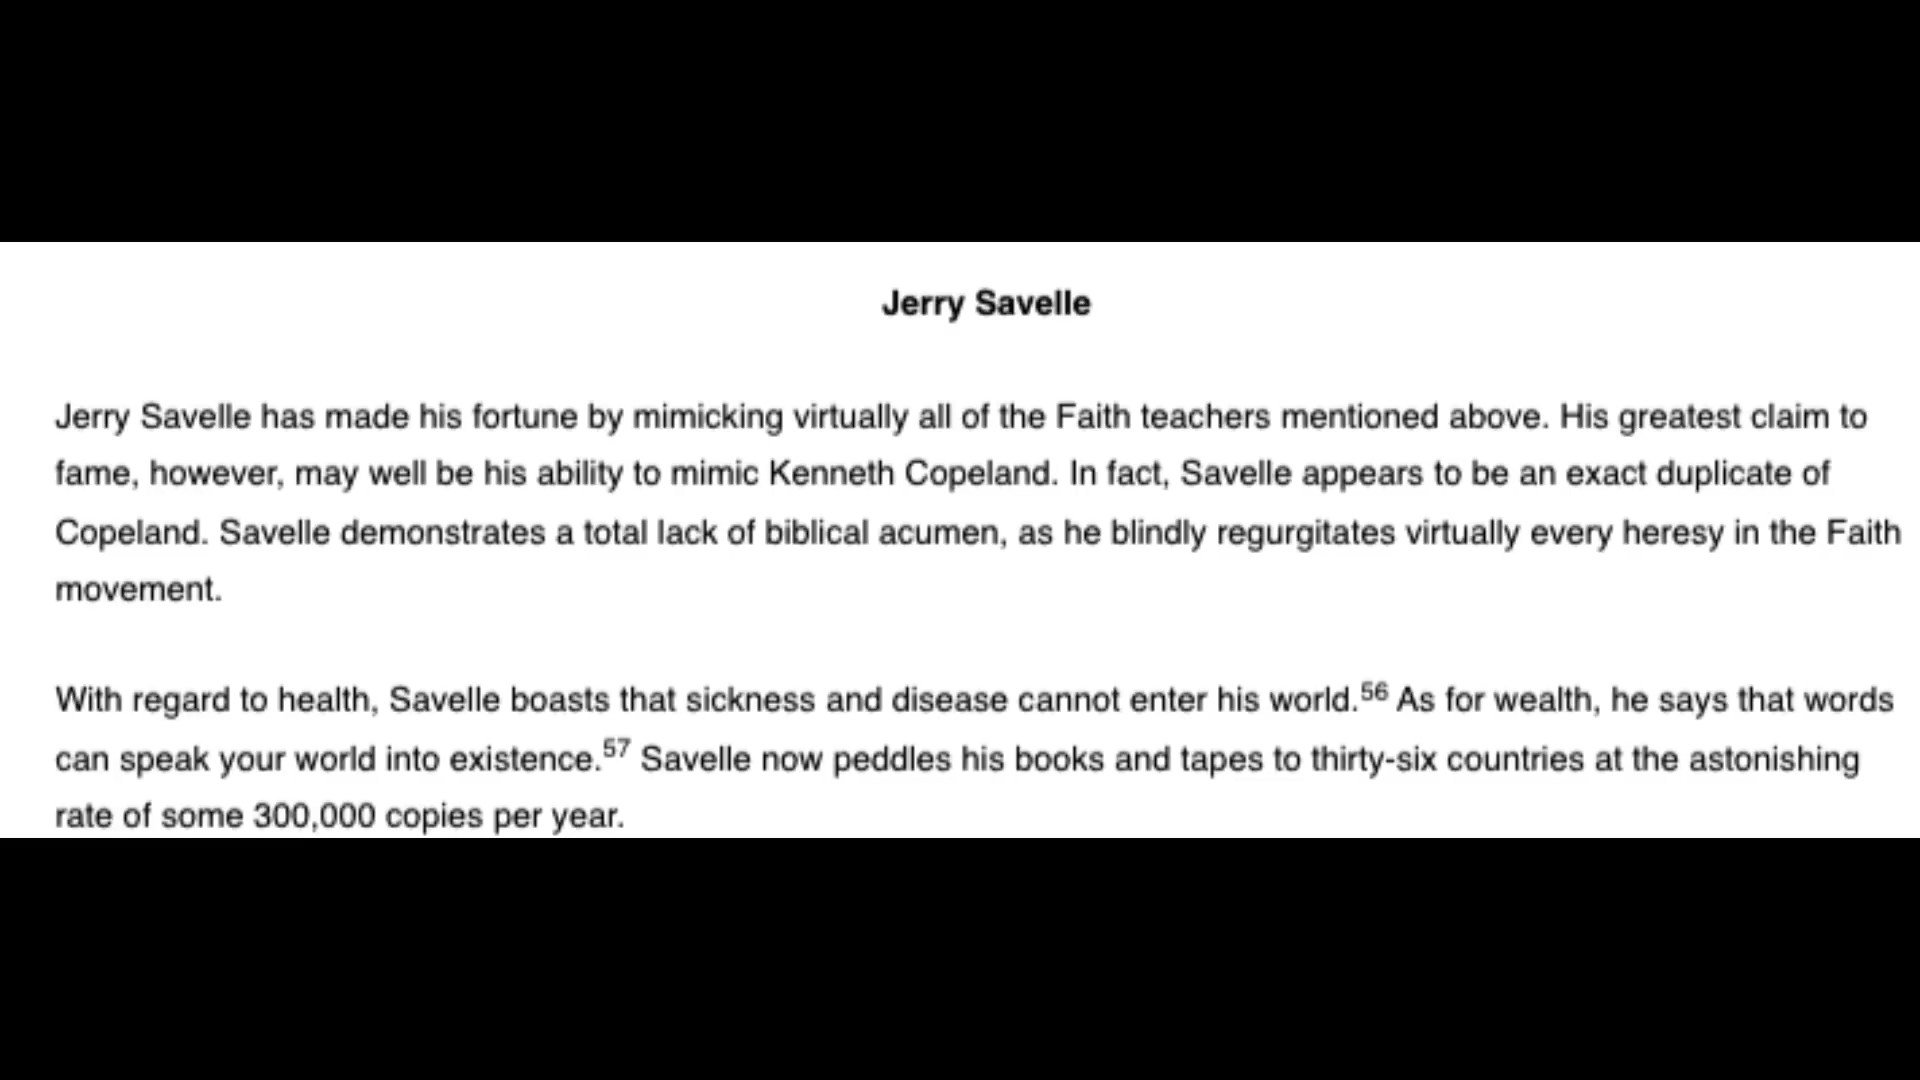 Jerry Savelle
Jerry Savelle has made his fortune by mimicking virtually all of the Faith teachers mentioned above. His greatest claim to
fame, however, may well be his ability to mimic Kenneth Copeland. In fact, Savelle appears to be an exact duplicate of
Copeland. Savelle demonstrates a total lack of biblical acumen, as he blindly regurgitates virtually every heresy in the Faith
movement.
With regard to health, Savelle boasts that sickness and disease cannot enter his world.56 As for wealth, he says that words
can speak your world into existence.57 Savelle now peddles his books and tapes to thirty-six countries at the astonishing
rate of some 300,000 copies per year.